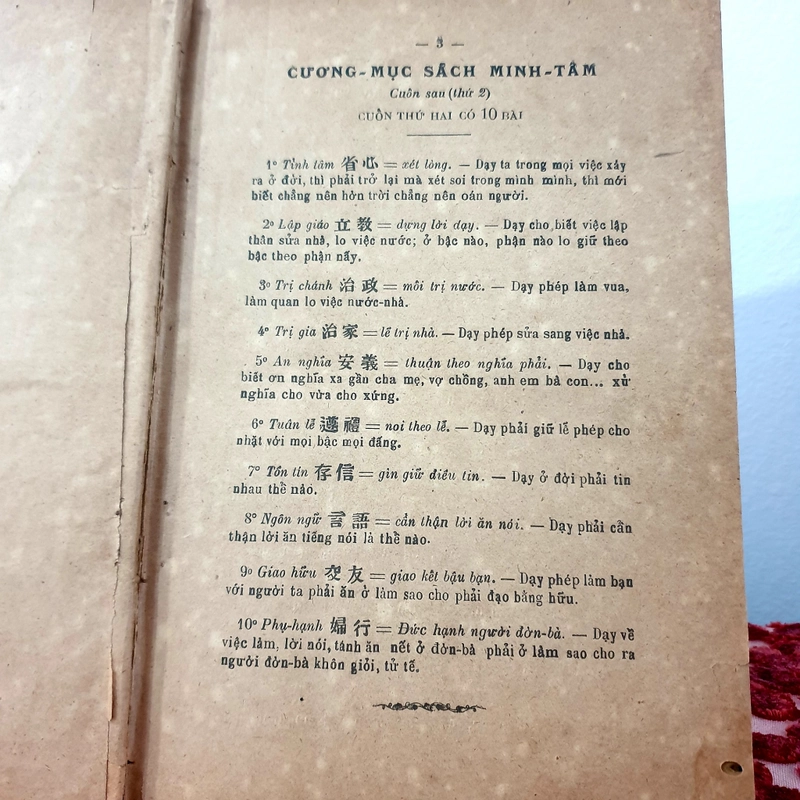 — 3 —
CƯƠNG-MỤC SÁCH MINH-TÂM
Cuốn sau (thứ 2)
CUỐN THỨ HAI CÓ 10 BÀI
1º Tỉnh tâm 省心 = xét lòng. — Dạy ta trong mọi việc xảy
ra ở đời, thì phải trở lại mà xét soi trong mình mình, thì mới
biết chẳng nên hờn trời chẳng nên oán người.
2º Lập giáo 立教 = dựng lời dạy. — Dạy cho biết việc lập
thân sửa nhà, lo việc nước; ở bậc nào, phận nào lo giữ theo
bậc theo phận nấy.
3º Trị chánh 治政 = mối trị nước. — Dạy phép làm vua,
làm quan lo việc nước-nhà.
4º Trị gia 治家 = lẽ trị nhà. — Dạy phép sửa sang việc nhà.
5º An nghĩa 安義 = thuận theo nghĩa phải. — Dạy cho
biết ơn nghĩa xa gần cha mẹ, vợ chồng, anh em bà con... xử
nghĩa cho vừa cho xứng.
6º Tuân lễ 遵禮 = noi theo lễ. — Dạy phải giữ lễ phép cho
nhặt với mọi bậc mọi đấng.
7º Tồn tín 存信 = gìn giữ điều tin. — Dạy ở đời phải tin
nhau thể nào.
8º Ngôn ngữ 言語 = cẩn thận lời ăn nói. — Dạy phải cẩn
thận lời ăn tiếng nói là thể nào.
9º Giao hữu 交友 = giao kết bậu bạn. — Dạy phép làm bạn
với người ta phải ăn ở làm sao cho phải đạo bằng hữu.
10º Phụ-hạnh 婦行 = Đức hạnh người đờn-bà. — Dạy về
việc làm, lời nói, tánh ăn nết ở đờn-bà phải ở làm sao cho ra
người đờn-bà khôn giỏi, tử tế.